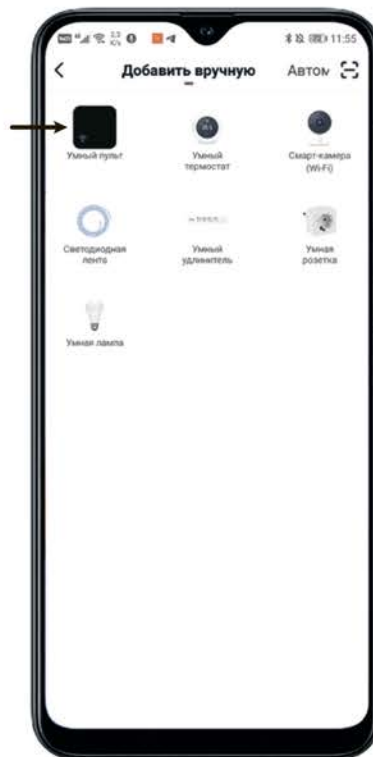 11:55
Добавить вручную Автом
Умный пульт
Умный
термостат
Смарт-камера
(Wi-Fi)
Светодиодная
лента
Умный
удлинитель
Умная
розетка
Умная лампа